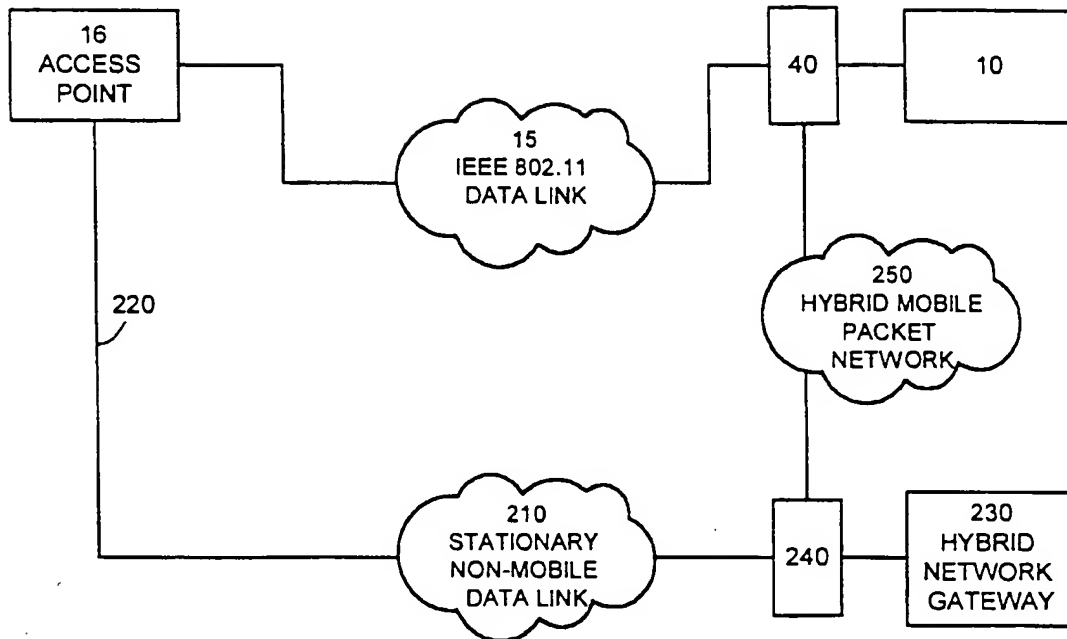 16
ACCESS
POINT
40
10
15
IEEE 802.11
DATA LINK
220
250
HYBRID MOBILE
PACKET
NETWORK
210
STATIONARY
NON-MOBILE
DATA LINK
240
230
HYBRID
NETWORK
GATEWAY